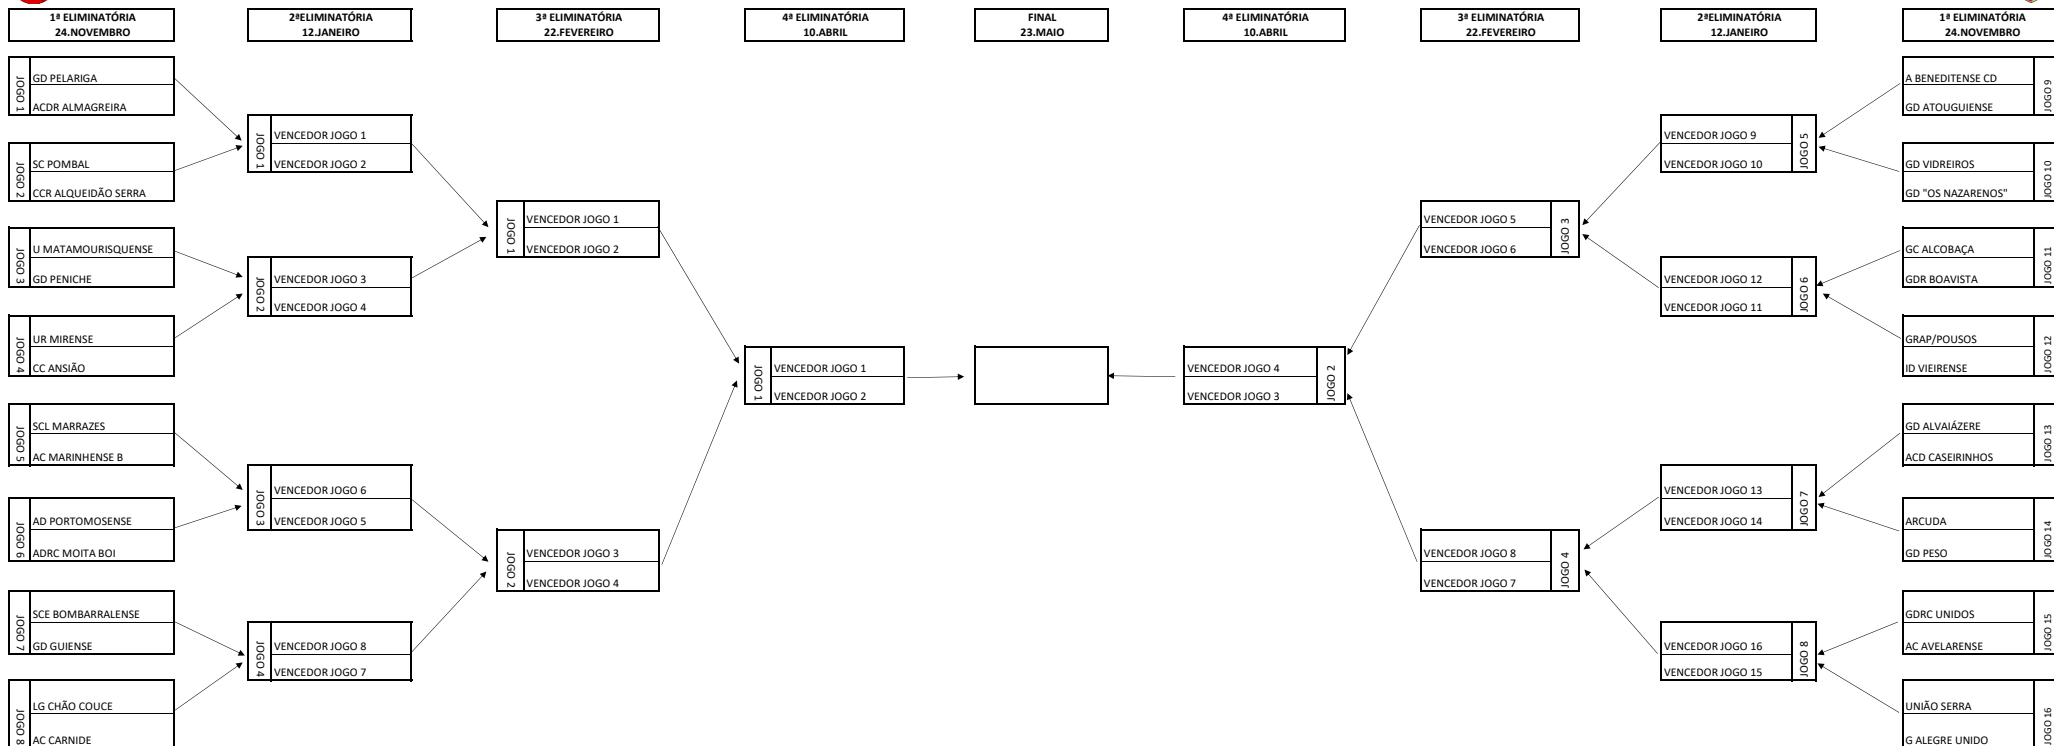 1ª ELIMINATÓRIA
24.NOVEMBRO
2ªELIMINATÓRIA
12.JANEIRO
3ª ELIMINATÓRIA
22.FEVEREIRO
4ª ELIMINATÓRIA
10.ABRIL
FINAL
23.MAIO
4ª ELIMINATÓRIA
10.ABRIL
3ª ELIMINATÓRIA
22.FEVEREIRO
2ªELIMINATÓRIA
12.JANEIRO
1ª ELIMINATÓRIA
24.NOVEMBRO
JOGO 1
GD PELARIGA
ACDR ALMAGREIRA
JOGO 2
SC POMBAL
CCR ALQUEIDÃO SERRA
JOGO 3
U MATAMOURISQUENSE
GD PENICHE
JOGO 4
UR MIRENSE
CC ANSIÃO
JOGO 5
SCL MARRAZES
AC MARINHENSE B
JOGO 6
AD PORTOMOSENSE
ADRC MOITA BOI
JOGO 7
SCE BOMBARRALENSE
GD GUIENSE
JOGO 8
LG CHÃO COUCE
AC CARNIDE
JOGO 1
VENCEDOR JOGO 1
VENCEDOR JOGO 2
JOGO 2
VENCEDOR JOGO 3
VENCEDOR JOGO 4
JOGO 3
VENCEDOR JOGO 6
VENCEDOR JOGO 5
JOGO 4
VENCEDOR JOGO 8
VENCEDOR JOGO 7
JOGO 1
VENCEDOR JOGO 1
VENCEDOR JOGO 2
JOGO 2
VENCEDOR JOGO 3
VENCEDOR JOGO 4
JOGO 1
VENCEDOR JOGO 1
VENCEDOR JOGO 2
VENCEDOR JOGO 4
VENCEDOR JOGO 3
JOGO 2
VENCEDOR JOGO 5
VENCEDOR JOGO 6
JOGO 3
VENCEDOR JOGO 8
VENCEDOR JOGO 7
JOGO 4
VENCEDOR JOGO 9
VENCEDOR JOGO 10
JOGO 5
VENCEDOR JOGO 12
VENCEDOR JOGO 11
JOGO 6
VENCEDOR JOGO 13
VENCEDOR JOGO 14
JOGO 7
VENCEDOR JOGO 16
VENCEDOR JOGO 15
JOGO 8
A BENEDITENSE CD
GD ATOUGUIENSE
JOGO 9
GD VIDREIROS
GD "OS NAZARENOS"
JOGO 10
GC ALCOBAÇA
GDR BOAVISTA
JOGO 11
GRAP/POUSOS
ID VIEIRENSE
JOGO 12
GD ALVAIÁZERE
ACD CASEIRINHOS
JOGO 13
ARCUDA
GD PESO
JOGO 14
GDRC UNIDOS
AC AVELARENSE
JOGO 15
UNIÃO SERRA
G ALEGRE UNIDO
JOGO 16